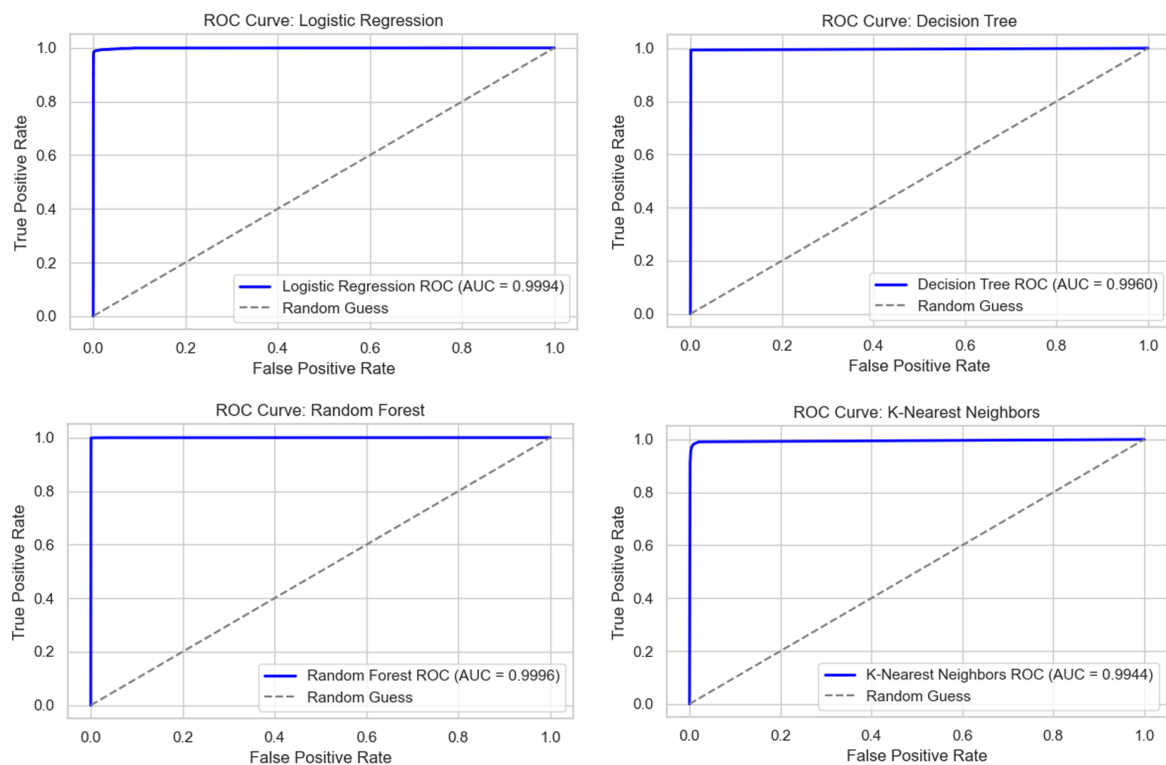 ROC Curve: Logistic Regression
1.0
0.8
0.6
0.4
0.2
0.0
True Positive Rate
Logistic Regression ROC (AUC = 0.9994)
Random Guess
0.0 0.2 0.4 0.6 0.8 1.0
False Positive Rate
ROC Curve: Decision Tree
1.0
0.8
0.6
0.4
0.2
0.0
True Positive Rate
Decision Tree ROC (AUC = 0.9960)
Random Guess
0.0 0.2 0.4 0.6 0.8 1.0
False Positive Rate
ROC Curve: Random Forest
1.0
0.8
0.6
0.4
0.2
0.0
True Positive Rate
Random Forest ROC (AUC = 0.9996)
Random Guess
0.0 0.2 0.4 0.6 0.8 1.0
False Positive Rate
ROC Curve: K-Nearest Neighbors
1.0
0.8
0.6
0.4
0.2
0.0
True Positive Rate
K-Nearest Neighbors ROC (AUC = 0.9944)
Random Guess
0.0 0.2 0.4 0.6 0.8 1.0
False Positive Rate